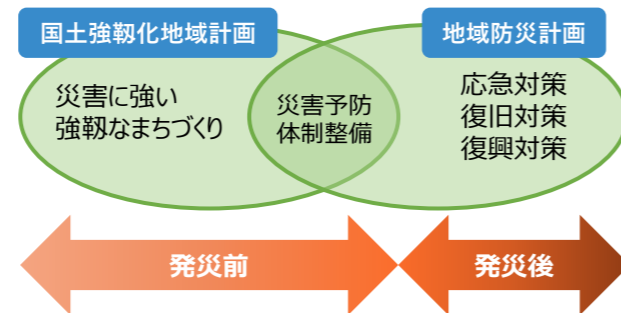 国土強靱化地域計画
地域防災計画
災害に強い
強靱なまちづくり
災害予防
体制整備
応急対策
復旧対策
復興対策
発災前
発災後